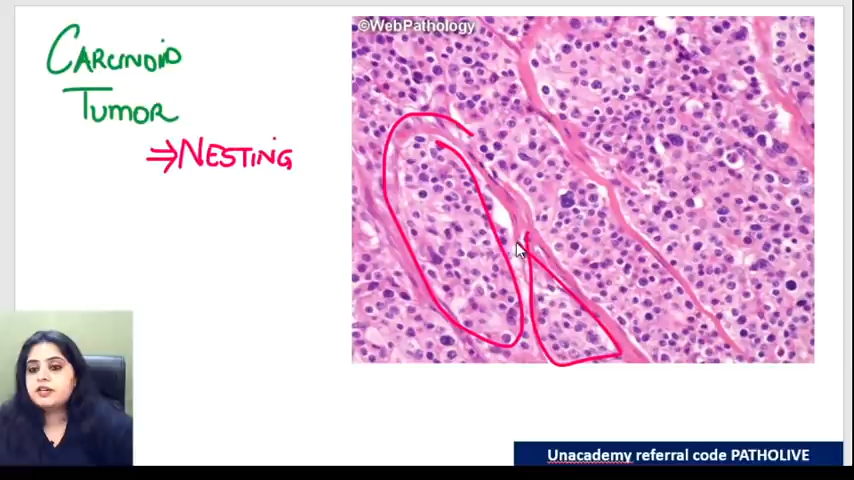 ©WebPathology
CARCINOID
TUMOR
⇒NESTING
Unacademy referral code PATHOLIVE